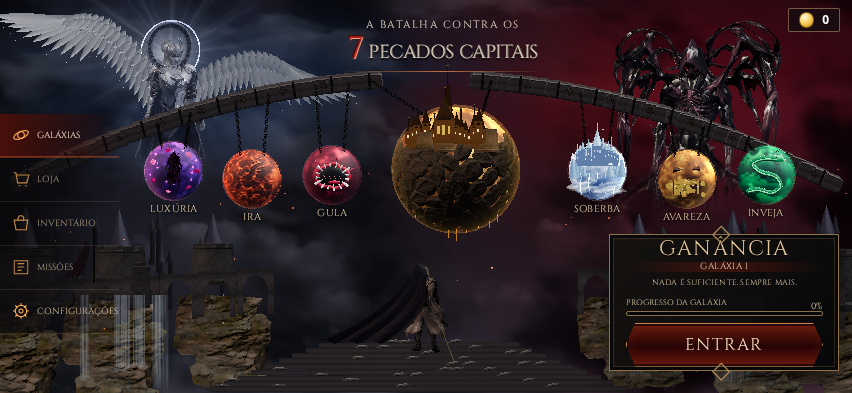 A BATALHA CONTRA OS
7 PECADOS CAPITAIS
0
GALÁXIAS
LOJA
INVENTÁRIO
MISSÕES
CONFIGURAÇÕES
LUXÚRIA
IRA
GULA
SOBERBA
AVAREZA
INVEJA
GANÂNCIA
GALÁXIA I
NADA É SUFICIENTE. SEMPRE MAIS.
PROGRESSO DA GALÁXIA
0%
ENTRAR